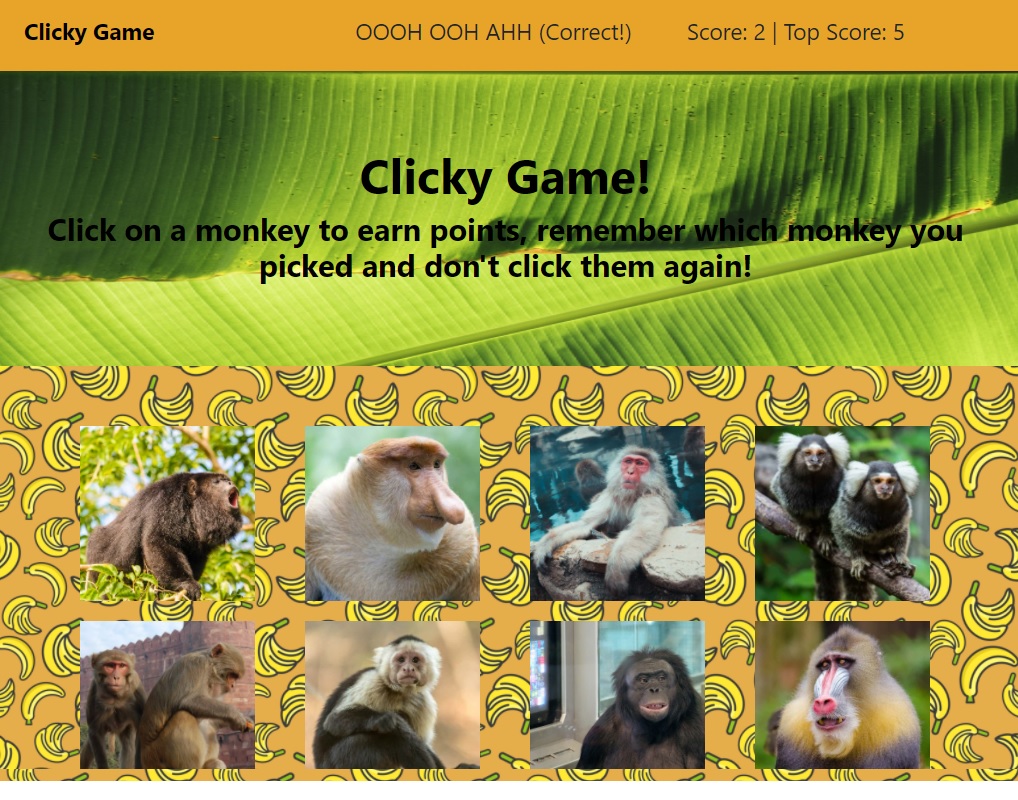 Clicky Game
OOOH OOH AHH (Correct!)
Score: 2 | Top Score: 5
Clicky Game!
Click on a monkey to earn points, remember which monkey you
picked and don't click them again!